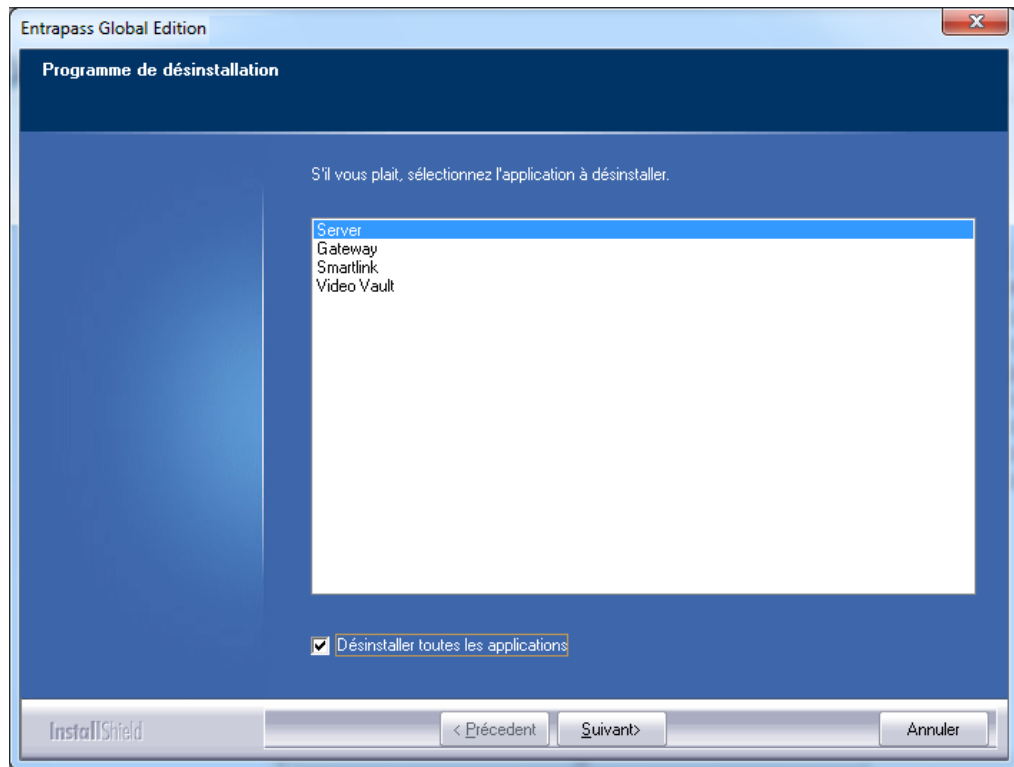 Entrapass Global Edition
Programme de désinstallation
S'il vous plait, sélectionnez l'application à désinstaller.
Server
Gateway
Smartlink
Video Vault
Désinstaller toutes les applications
InstallShield
< Précedent
Suivant>
Annuler